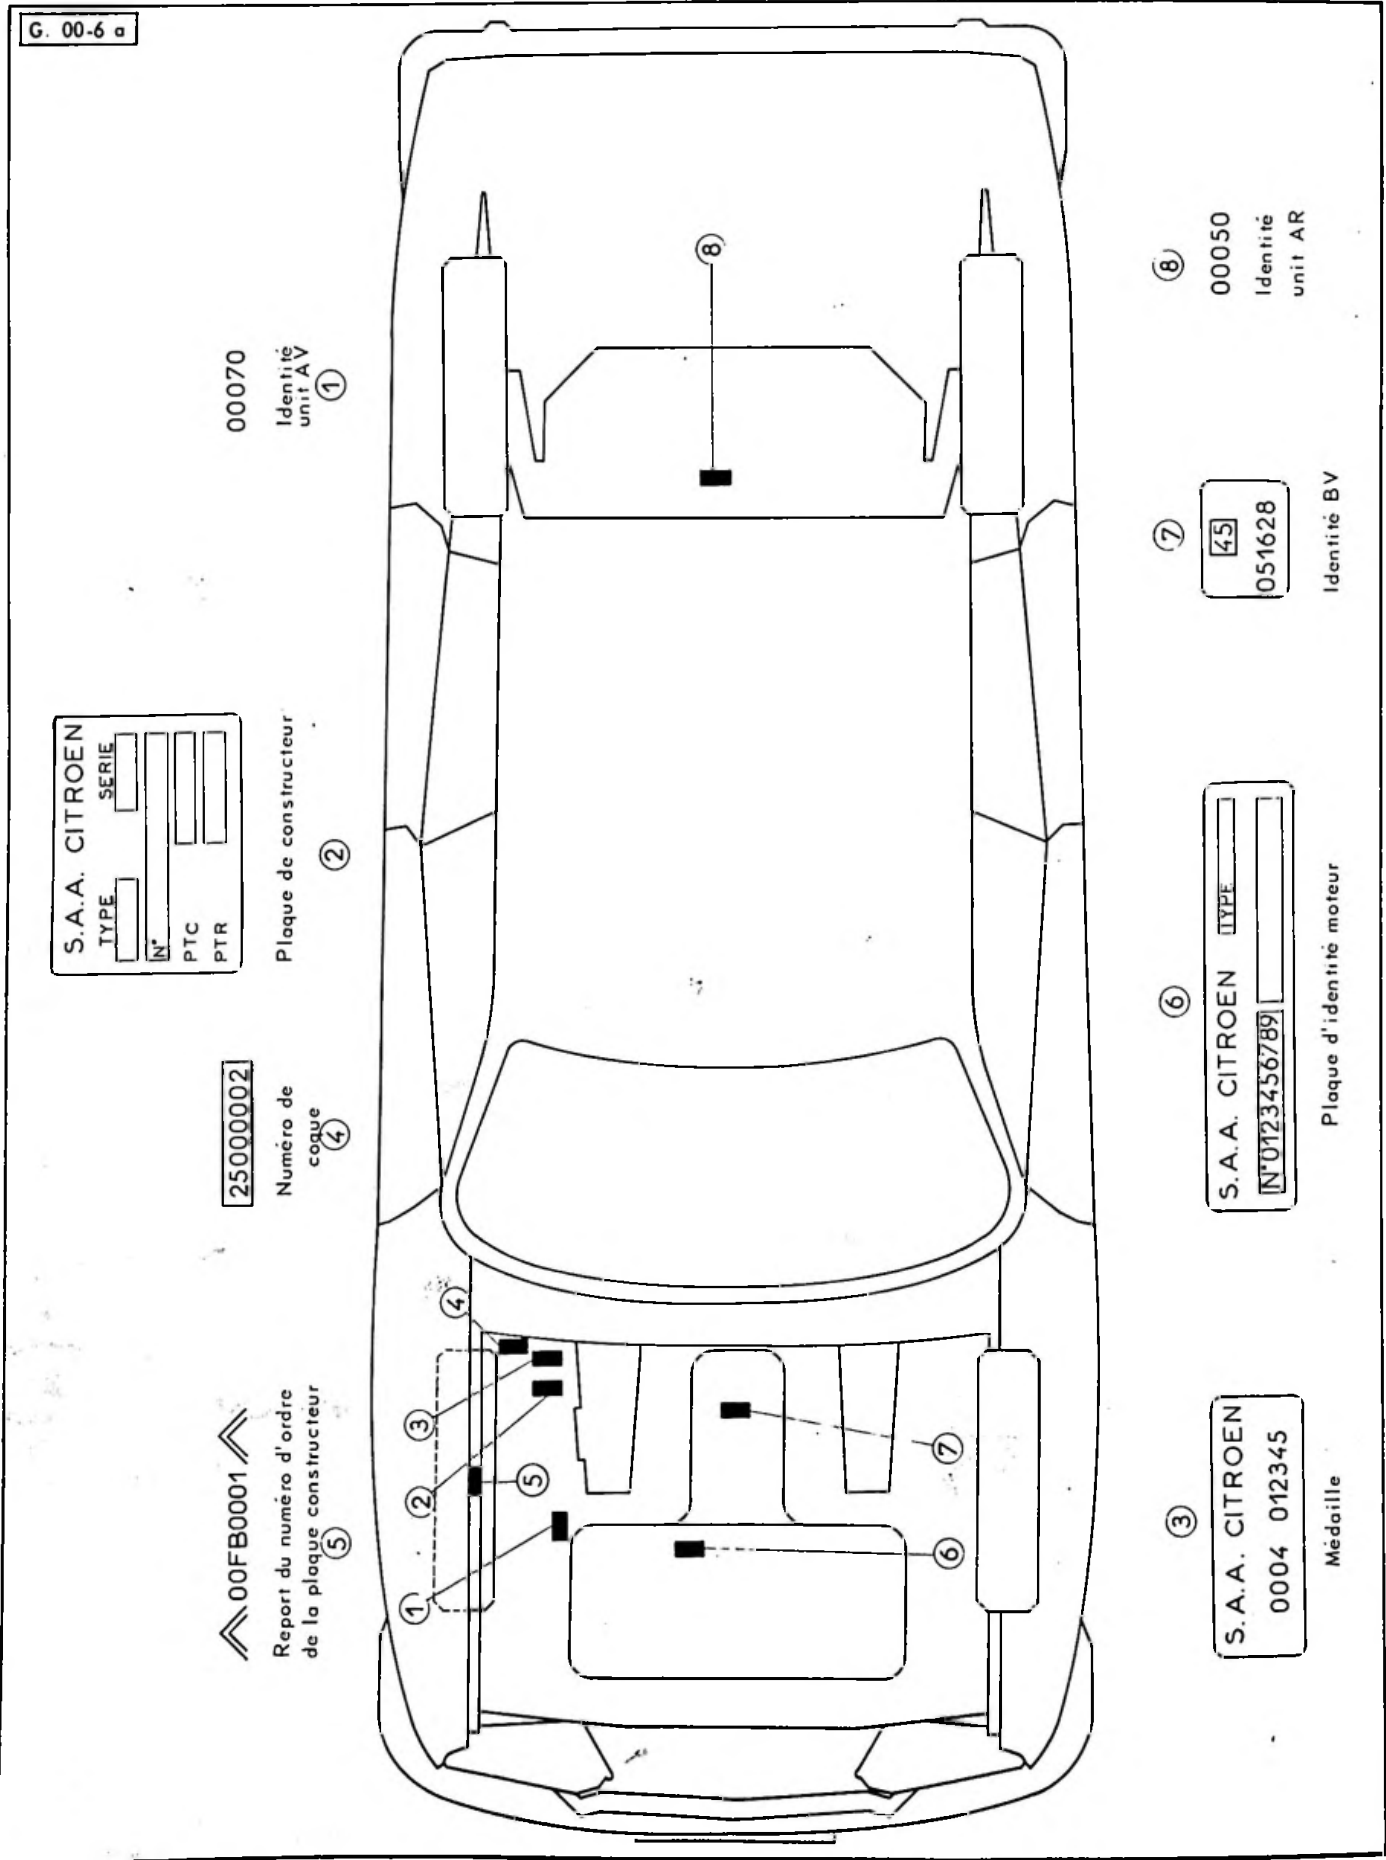 G. 00-6 a
00FB0001
Report du numéro d'ordre
de la plaque constructeur
5
25000002
Numéro de
coque
4
S.A.A. CITROEN
TYPE SERIE
N°
PTC
PTR
Plaque de constructeur
2
00070
Identité
unit AV
1
1
2
3
4
5
6
7
8
3
S.A.A. CITROEN
0004 012345
Médaille
6
S.A.A. CITROEN TYPE
N°0123456789
Plaque d'identité moteur
7
45
051628
Identité BV
8
00050
Identité
unit AR